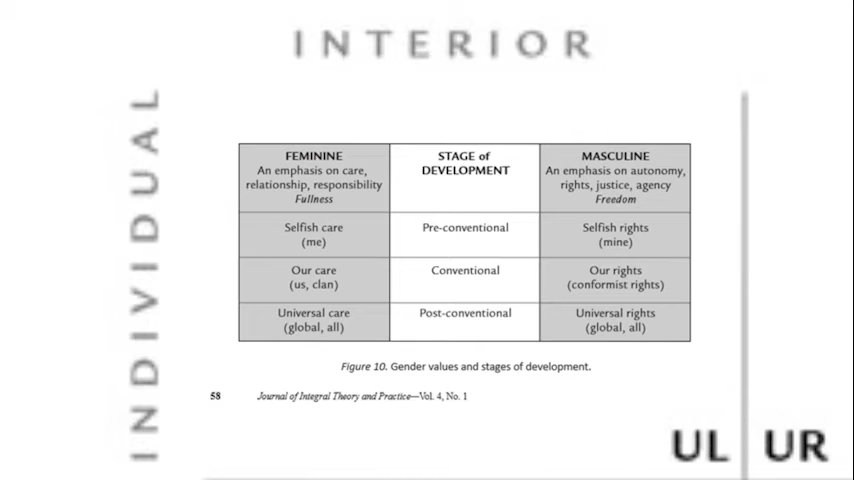 INTERIOR
INDIVIDUAL
FEMININE
An emphasis on care,
relationship, responsibility
Fullness
STAGE of
DEVELOPMENT
MASCULINE
An emphasis on autonomy,
rights, justice, agency
Freedom
Selfish care
(me)
Pre-conventional
Selfish rights
(mine)
Our care
(us, clan)
Conventional
Our rights
(conformist rights)
Universal care
(global, all)
Post-conventional
Universal rights
(global, all)
Figure 10. Gender values and stages of development.
58 Journal of Integral Theory and Practice—Vol. 4, No. 1
UL UR